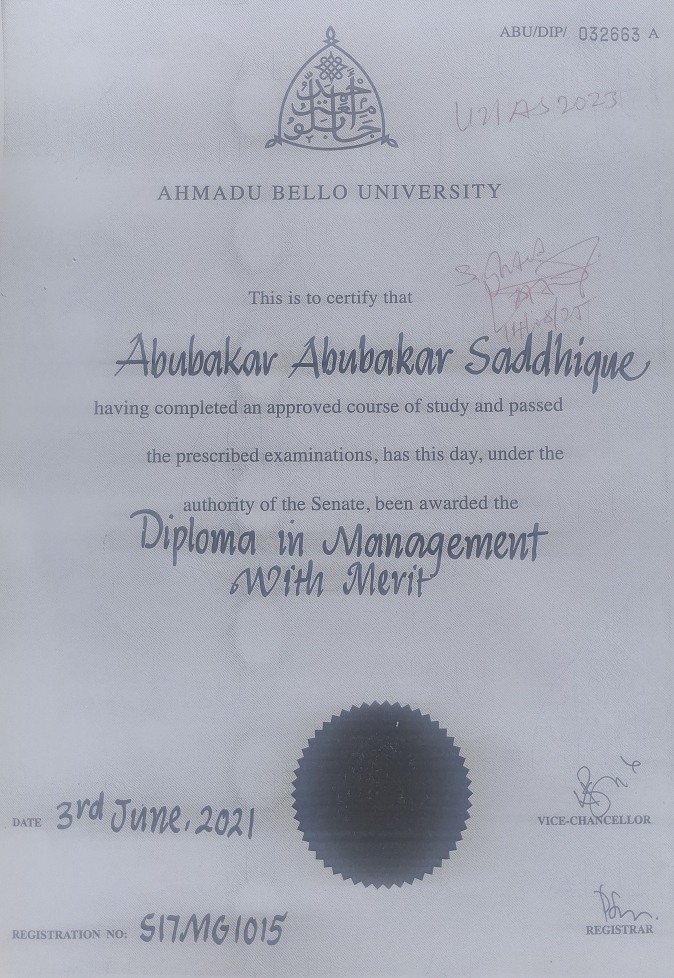 ABU/DIP/ 032663 A
U21/AS2023
AHMADU BELLO UNIVERSITY
This is to certify that
Abubakar Abubakar Saddhique
having completed an approved course of study and passed
the prescribed examinations, has this day, under the
authority of the Senate, been awarded the
Diploma in Management
With Merit
DATE 3rd June, 2021
VICE-CHANCELLOR
REGISTRATION NO: S17MG1015
REGISTRAR